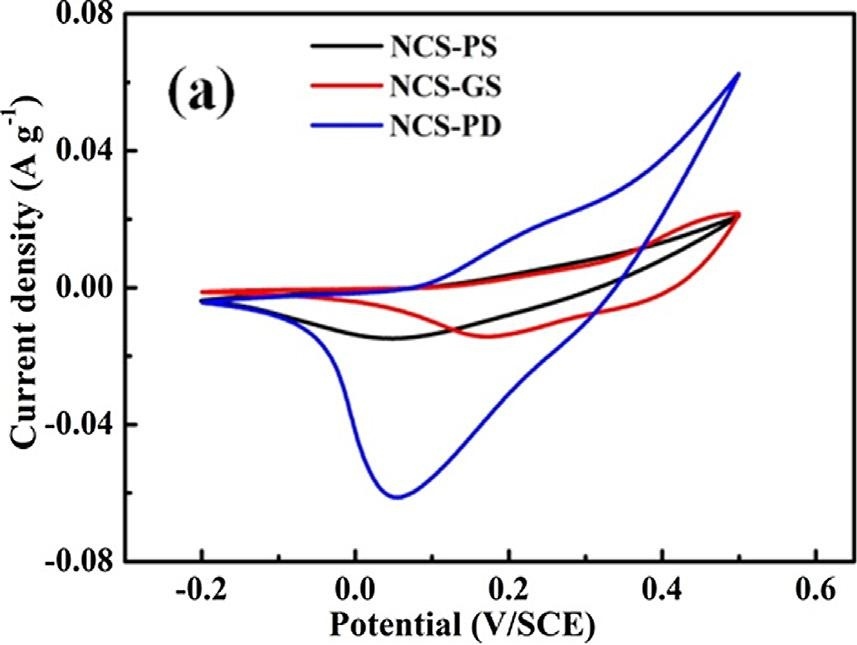 (a)
NCS-PS
NCS-GS
NCS-PD
Current density (A g⁻¹)
0.08
0.04
0.00
-0.04
-0.08
-0.2 0.0 0.2 0.4 0.6
Potential (V/SCE)